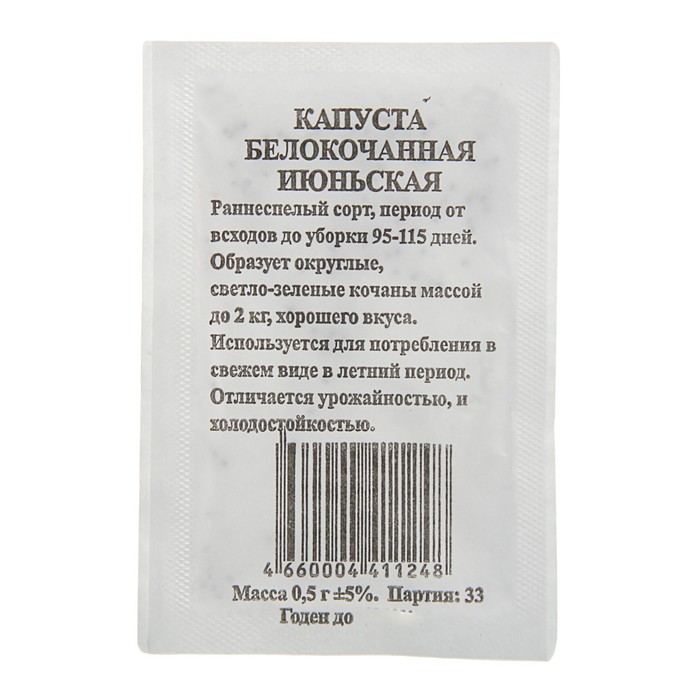 КАПУСТА
БЕЛОКОЧАННАЯ
ИЮНЬСКАЯ
Раннеспелый сорт, период от
всходов до уборки 95-115 дней.
Образует округлые,
светло-зеленые кочаны массой
до 2 кг, хорошего вкуса.
Используется для потребления в
свежем виде в летний период.
Отличается урожайностью, и
холодостойкостью.
4 660004 411248
Масса 0,5 г ±5%. Партия: 33
Годен до